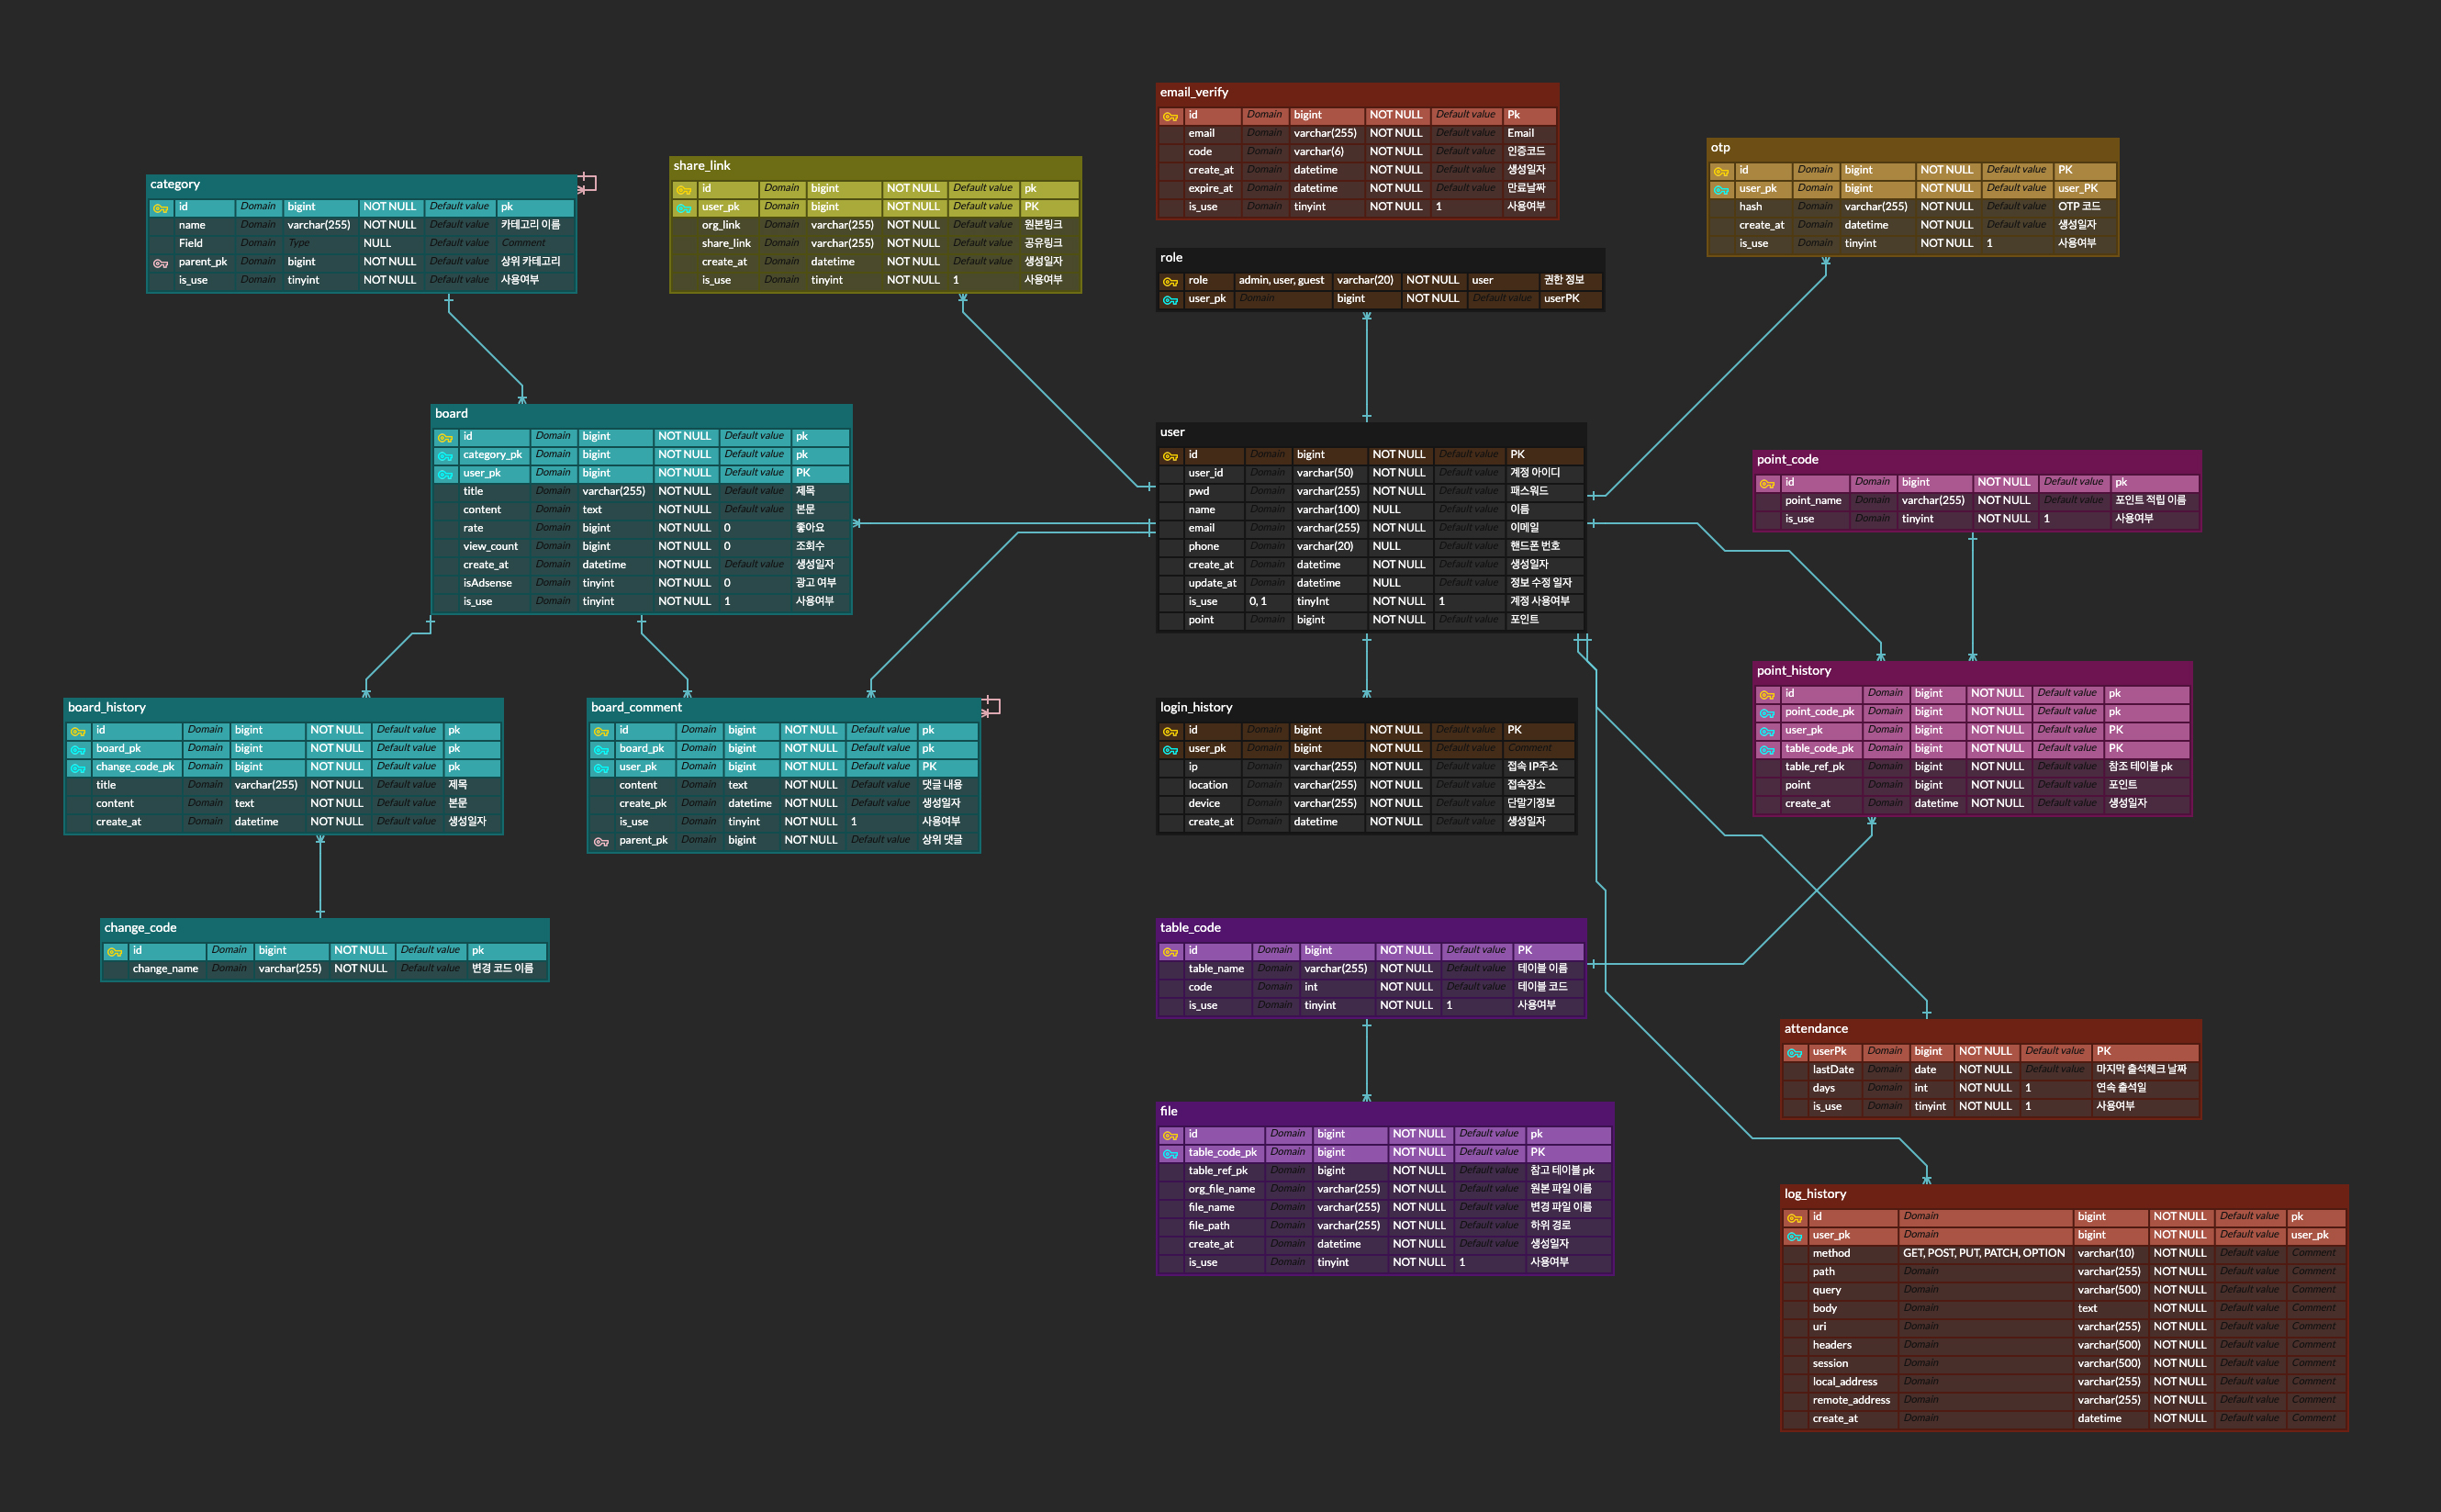 email_verify
id Domain bigint NOT NULL Default value Pk
email Domain varchar(255) NOT NULL Default value Email
code Domain varchar(6) NOT NULL Default value 인증코드
create_at Domain datetime NOT NULL Default value 생성일자
expire_at Domain datetime NOT NULL Default value 만료날짜
is_use Domain tinyint NOT NULL 1 사용여부
otp
id Domain bigint NOT NULL Default value PK
user_pk Domain bigint NOT NULL Default value user_PK
hash Domain varchar(255) NOT NULL Default value OTP 코드
create_at Domain datetime NOT NULL Default value 생성일자
is_use Domain tinyint NOT NULL 1 사용여부
share_link
id Domain bigint NOT NULL Default value pk
user_pk Domain bigint NOT NULL Default value PK
org_link Domain varchar(255) NOT NULL Default value 원본링크
share_link Domain varchar(255) NOT NULL Default value 공유링크
create_at Domain datetime NOT NULL Default value 생성일자
is_use Domain tinyint NOT NULL 1 사용여부
category
id Domain bigint NOT NULL Default value pk
name Domain varchar(255) NOT NULL Default value 카테고리 이름
Field Domain Type NULL Default value Comment
parent_pk Domain bigint NOT NULL Default value 상위 카테고리
is_use Domain tinyint NOT NULL Default value 사용여부
role
role admin, user, guest varchar(20) NOT NULL user 권한 정보
user_pk Domain bigint NOT NULL Default value userPK
board
id Domain bigint NOT NULL Default value pk
category_pk Domain bigint NOT NULL Default value pk
user_pk Domain bigint NOT NULL Default value PK
title Domain varchar(255) NOT NULL Default value 제목
content Domain text NOT NULL Default value 본문
rate Domain bigint NOT NULL 0 좋아요
view_count Domain bigint NOT NULL 0 조회수
create_at Domain datetime NOT NULL Default value 생성일자
isAdsense Domain tinyint NOT NULL 0 광고 여부
is_use Domain tinyint NOT NULL 1 사용여부
user
id Domain bigint NOT NULL Default value PK
user_id Domain varchar(50) NOT NULL Default value 계정 아이디
pwd Domain varchar(255) NOT NULL Default value 패스워드
name Domain varchar(100) NULL Default value 이름
email Domain varchar(255) NOT NULL Default value 이메일
phone Domain varchar(20) NULL Default value 핸드폰 번호
create_at Domain datetime NOT NULL Default value 생성일자
update_at Domain datetime NULL Default value 정보 수정 일자
is_use 0, 1 tinyInt NOT NULL 1 계정 사용여부
point Domain bigint NOT NULL Default value 포인트
point_code
id Domain bigint NOT NULL Default value pk
point_name Domain varchar(255) NOT NULL Default value 포인트 적립 이름
is_use Domain tinyint NOT NULL 1 사용여부
point_history
id Domain bigint NOT NULL Default value pk
point_code_pk Domain bigint NOT NULL Default value pk
user_pk Domain bigint NOT NULL Default value PK
table_code_pk Domain bigint NOT NULL Default value PK
table_ref_pk Domain bigint NOT NULL Default value 참조 테이블 pk
point Domain bigint NOT NULL Default value 포인트
create_at Domain datetime NOT NULL Default value 생성일자
board_history
id Domain bigint NOT NULL Default value pk
board_pk Domain bigint NOT NULL Default value pk
change_code_pk Domain bigint NOT NULL Default value pk
title Domain varchar(255) NOT NULL Default value 제목
content Domain text NOT NULL Default value 본문
create_at Domain datetime NOT NULL Default value 생성일자
board_comment
id Domain bigint NOT NULL Default value pk
board_pk Domain bigint NOT NULL Default value pk
user_pk Domain bigint NOT NULL Default value PK
content Domain text NOT NULL Default value 댓글 내용
create_pk Domain datetime NOT NULL Default value 생성일자
is_use Domain tinyint NOT NULL 1 사용여부
parent_pk Domain bigint NOT NULL Default value 상위 댓글
login_history
id Domain bigint NOT NULL Default value PK
user_pk Domain bigint NOT NULL Default value Comment
ip Domain varchar(255) NOT NULL Default value 접속 IP주소
location Domain varchar(255) NOT NULL Default value 접속장소
device Domain varchar(255) NOT NULL Default value 단말기정보
create_at Domain datetime NOT NULL Default value 생성일자
change_code
id Domain bigint NOT NULL Default value pk
change_name Domain varchar(255) NOT NULL Default value 변경 코드 이름
table_code
id Domain bigint NOT NULL Default value PK
table_name Domain varchar(255) NOT NULL Default value 테이블 이름
code Domain int NOT NULL Default value 테이블 코드
is_use Domain tinyint NOT NULL 1 사용여부
attendance
userPk Domain bigint NOT NULL Default value PK
lastDate Domain date NOT NULL Default value 마지막 출석체크 날짜
days Domain int NOT NULL 1 연속 출석일
is_use Domain tinyint NOT NULL 1 사용여부
file
id Domain bigint NOT NULL Default value pk
table_code_pk Domain bigint NOT NULL Default value PK
table_ref_pk Domain bigint NOT NULL Default value 참고 테이블 pk
org_file_name Domain varchar(255) NOT NULL Default value 원본 파일 이름
file_name Domain varchar(255) NOT NULL Default value 변경 파일 이름
file_path Domain varchar(255) NOT NULL Default value 하위 경로
create_at Domain datetime NOT NULL Default value 생성일자
is_use Domain tinyint NOT NULL 1 사용여부
log_history
id Domain bigint NOT NULL Default value pk
user_pk Domain bigint NOT NULL Default value user_pk
method GET, POST, PUT, PATCH, OPTION varchar(10) NOT NULL Default value Comment
path Domain varchar(255) NOT NULL Default value Comment
query Domain varchar(500) NOT NULL Default value Comment
body Domain text NOT NULL Default value Comment
uri Domain varchar(255) NOT NULL Default value Comment
headers Domain varchar(500) NOT NULL Default value Comment
session Domain varchar(500) NOT NULL Default value Comment
local_address Domain varchar(255) NOT NULL Default value Comment
remote_address Domain varchar(255) NOT NULL Default value Comment
create_at Domain datetime NOT NULL Default value Comment